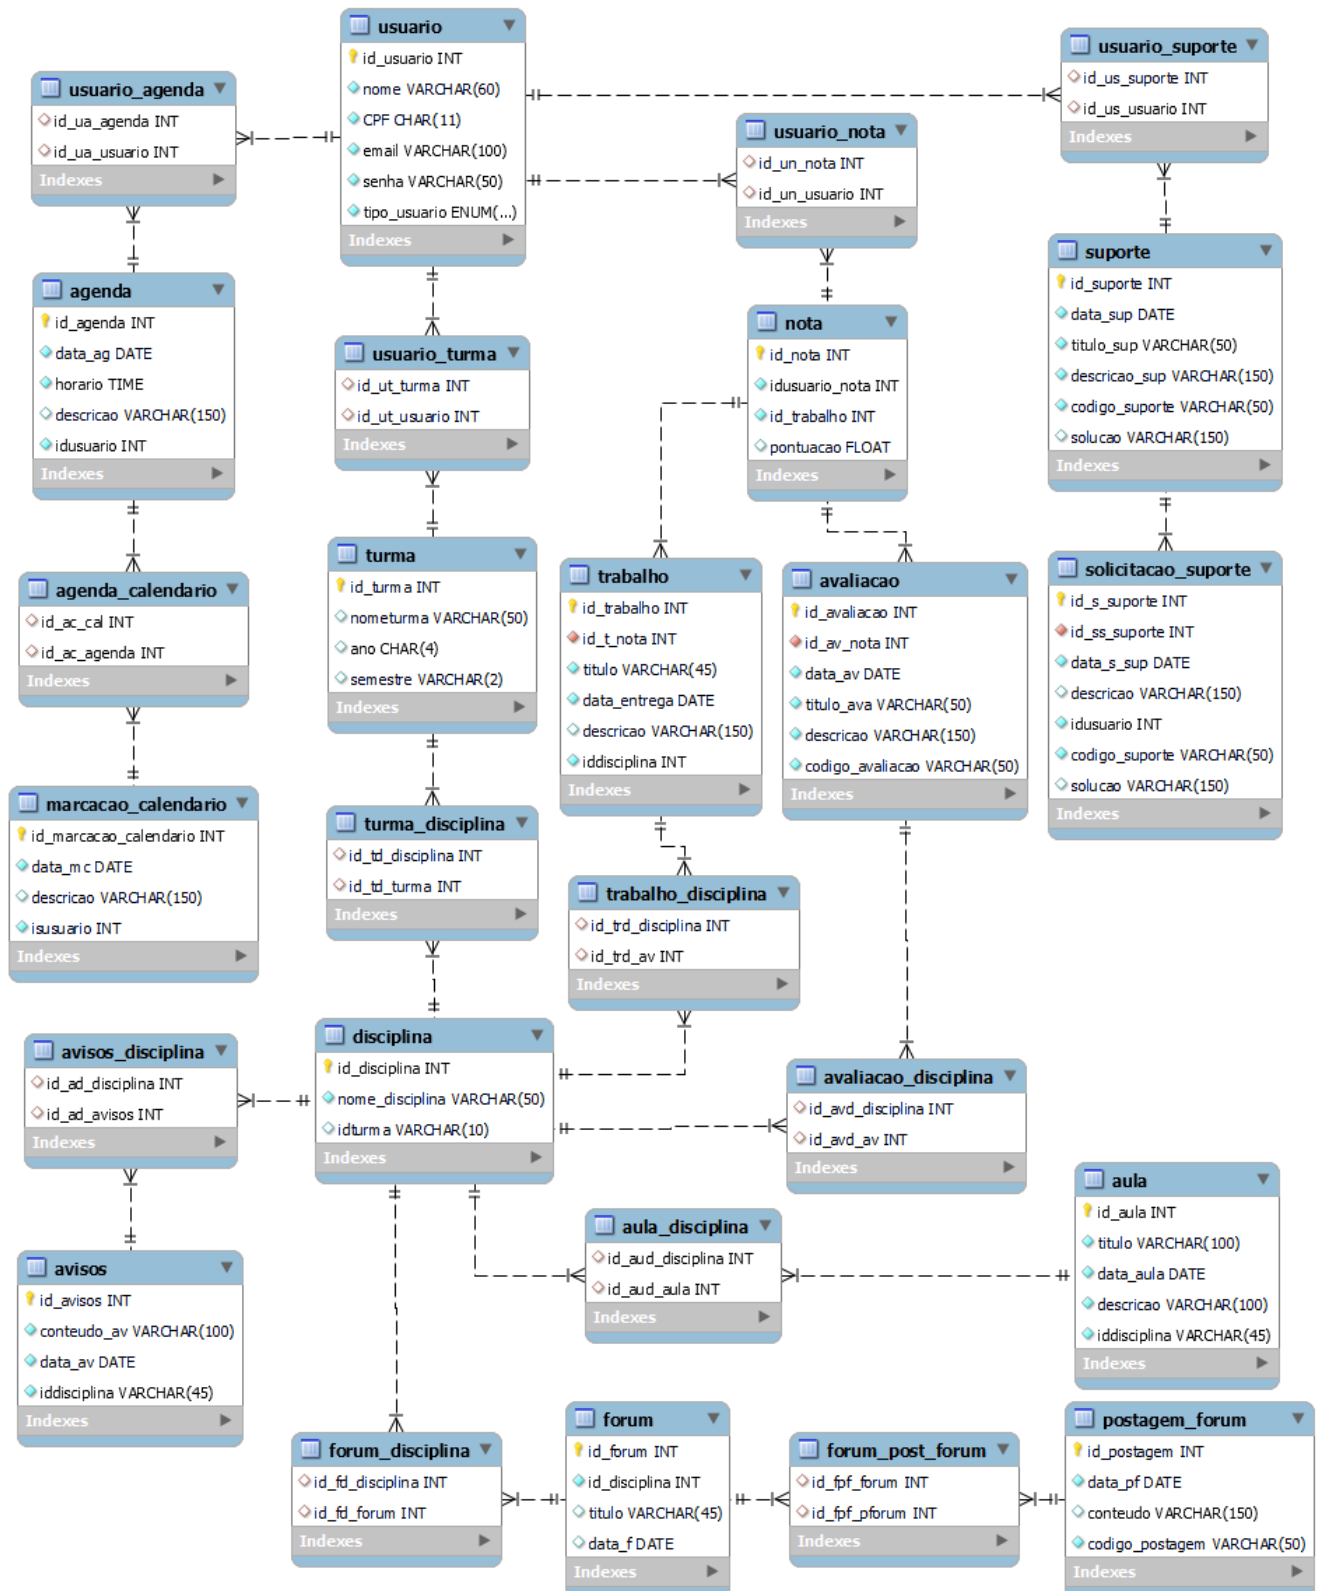 usuario
id_usuario INT
nome VARCHAR(60)
CPF CHAR(11)
email VARCHAR(100)
senha VARCHAR(50)
tipo_usuario ENUM(...)
Indexes
usuario_suporte
id_us_suporte INT
id_us_usuario INT
Indexes
usuario_agenda
id_ua_agenda INT
id_ua_usuario INT
Indexes
usuario_nota
id_un_nota INT
id_un_usuario INT
Indexes
agenda
id_agenda INT
data_ag DATE
horario TIME
descricao VARCHAR(150)
idusuario INT
Indexes
usuario_turma
id_ut_turma INT
id_ut_usuario INT
Indexes
nota
id_nota INT
idusuario_nota INT
id_trabalho INT
pontuacao FLOAT
Indexes
suporte
id_suporte INT
data_sup DATE
titulo_sup VARCHAR(50)
descricao_sup VARCHAR(150)
codigo_suporte VARCHAR(50)
solucao VARCHAR(150)
Indexes
agenda_calendario
id_ac_cal INT
id_ac_agenda INT
Indexes
turma
id_turma INT
nometurma VARCHAR(50)
ano CHAR(4)
semestre VARCHAR(2)
Indexes
trabalho
id_trabalho INT
id_t_nota INT
titulo VARCHAR(45)
data_entrega DATE
descricao VARCHAR(150)
iddisciplina INT
Indexes
avaliacao
id_avaliacao INT
id_av_nota INT
data_av DATE
titulo_ava VARCHAR(50)
descricao VARCHAR(150)
codigo_avaliacao VARCHAR(50)
Indexes
solicitacao_suporte
id_s_suporte INT
id_ss_suporte INT
data_s_sup DATE
descricao VARCHAR(150)
idusuario INT
codigo_suporte VARCHAR(50)
solucao VARCHAR(150)
Indexes
marcacao_calendario
id_marcacao_calendario INT
data_mc DATE
descricao VARCHAR(150)
isusuario INT
Indexes
turma_disciplina
id_td_disciplina INT
id_td_turma INT
Indexes
trabalho_disciplina
id_trd_disciplina INT
id_trd_av INT
Indexes
avisos_disciplina
id_ad_disciplina INT
id_ad_avisos INT
Indexes
disciplina
id_disciplina INT
nome_disciplina VARCHAR(50)
idturma VARCHAR(10)
Indexes
avaliacao_disciplina
id_avd_disciplina INT
id_avd_av INT
Indexes
aula_disciplina
id_aud_disciplina INT
id_aud_aula INT
Indexes
aula
id_aula INT
titulo VARCHAR(100)
data_aula DATE
descricao VARCHAR(100)
iddisciplina VARCHAR(45)
Indexes
avisos
id_avisos INT
conteudo_av VARCHAR(100)
data_av DATE
iddisciplina VARCHAR(45)
Indexes
forum_disciplina
id_fd_disciplina INT
id_fd_forum INT
Indexes
forum
id_forum INT
id_disciplina INT
titulo VARCHAR(45)
data_f DATE
Indexes
forum_post_forum
id_fpf_forum INT
id_fpf_pforum INT
Indexes
postagem_forum
id_postagem INT
data_pf DATE
conteudo VARCHAR(150)
codigo_postagem VARCHAR(50)
Indexes